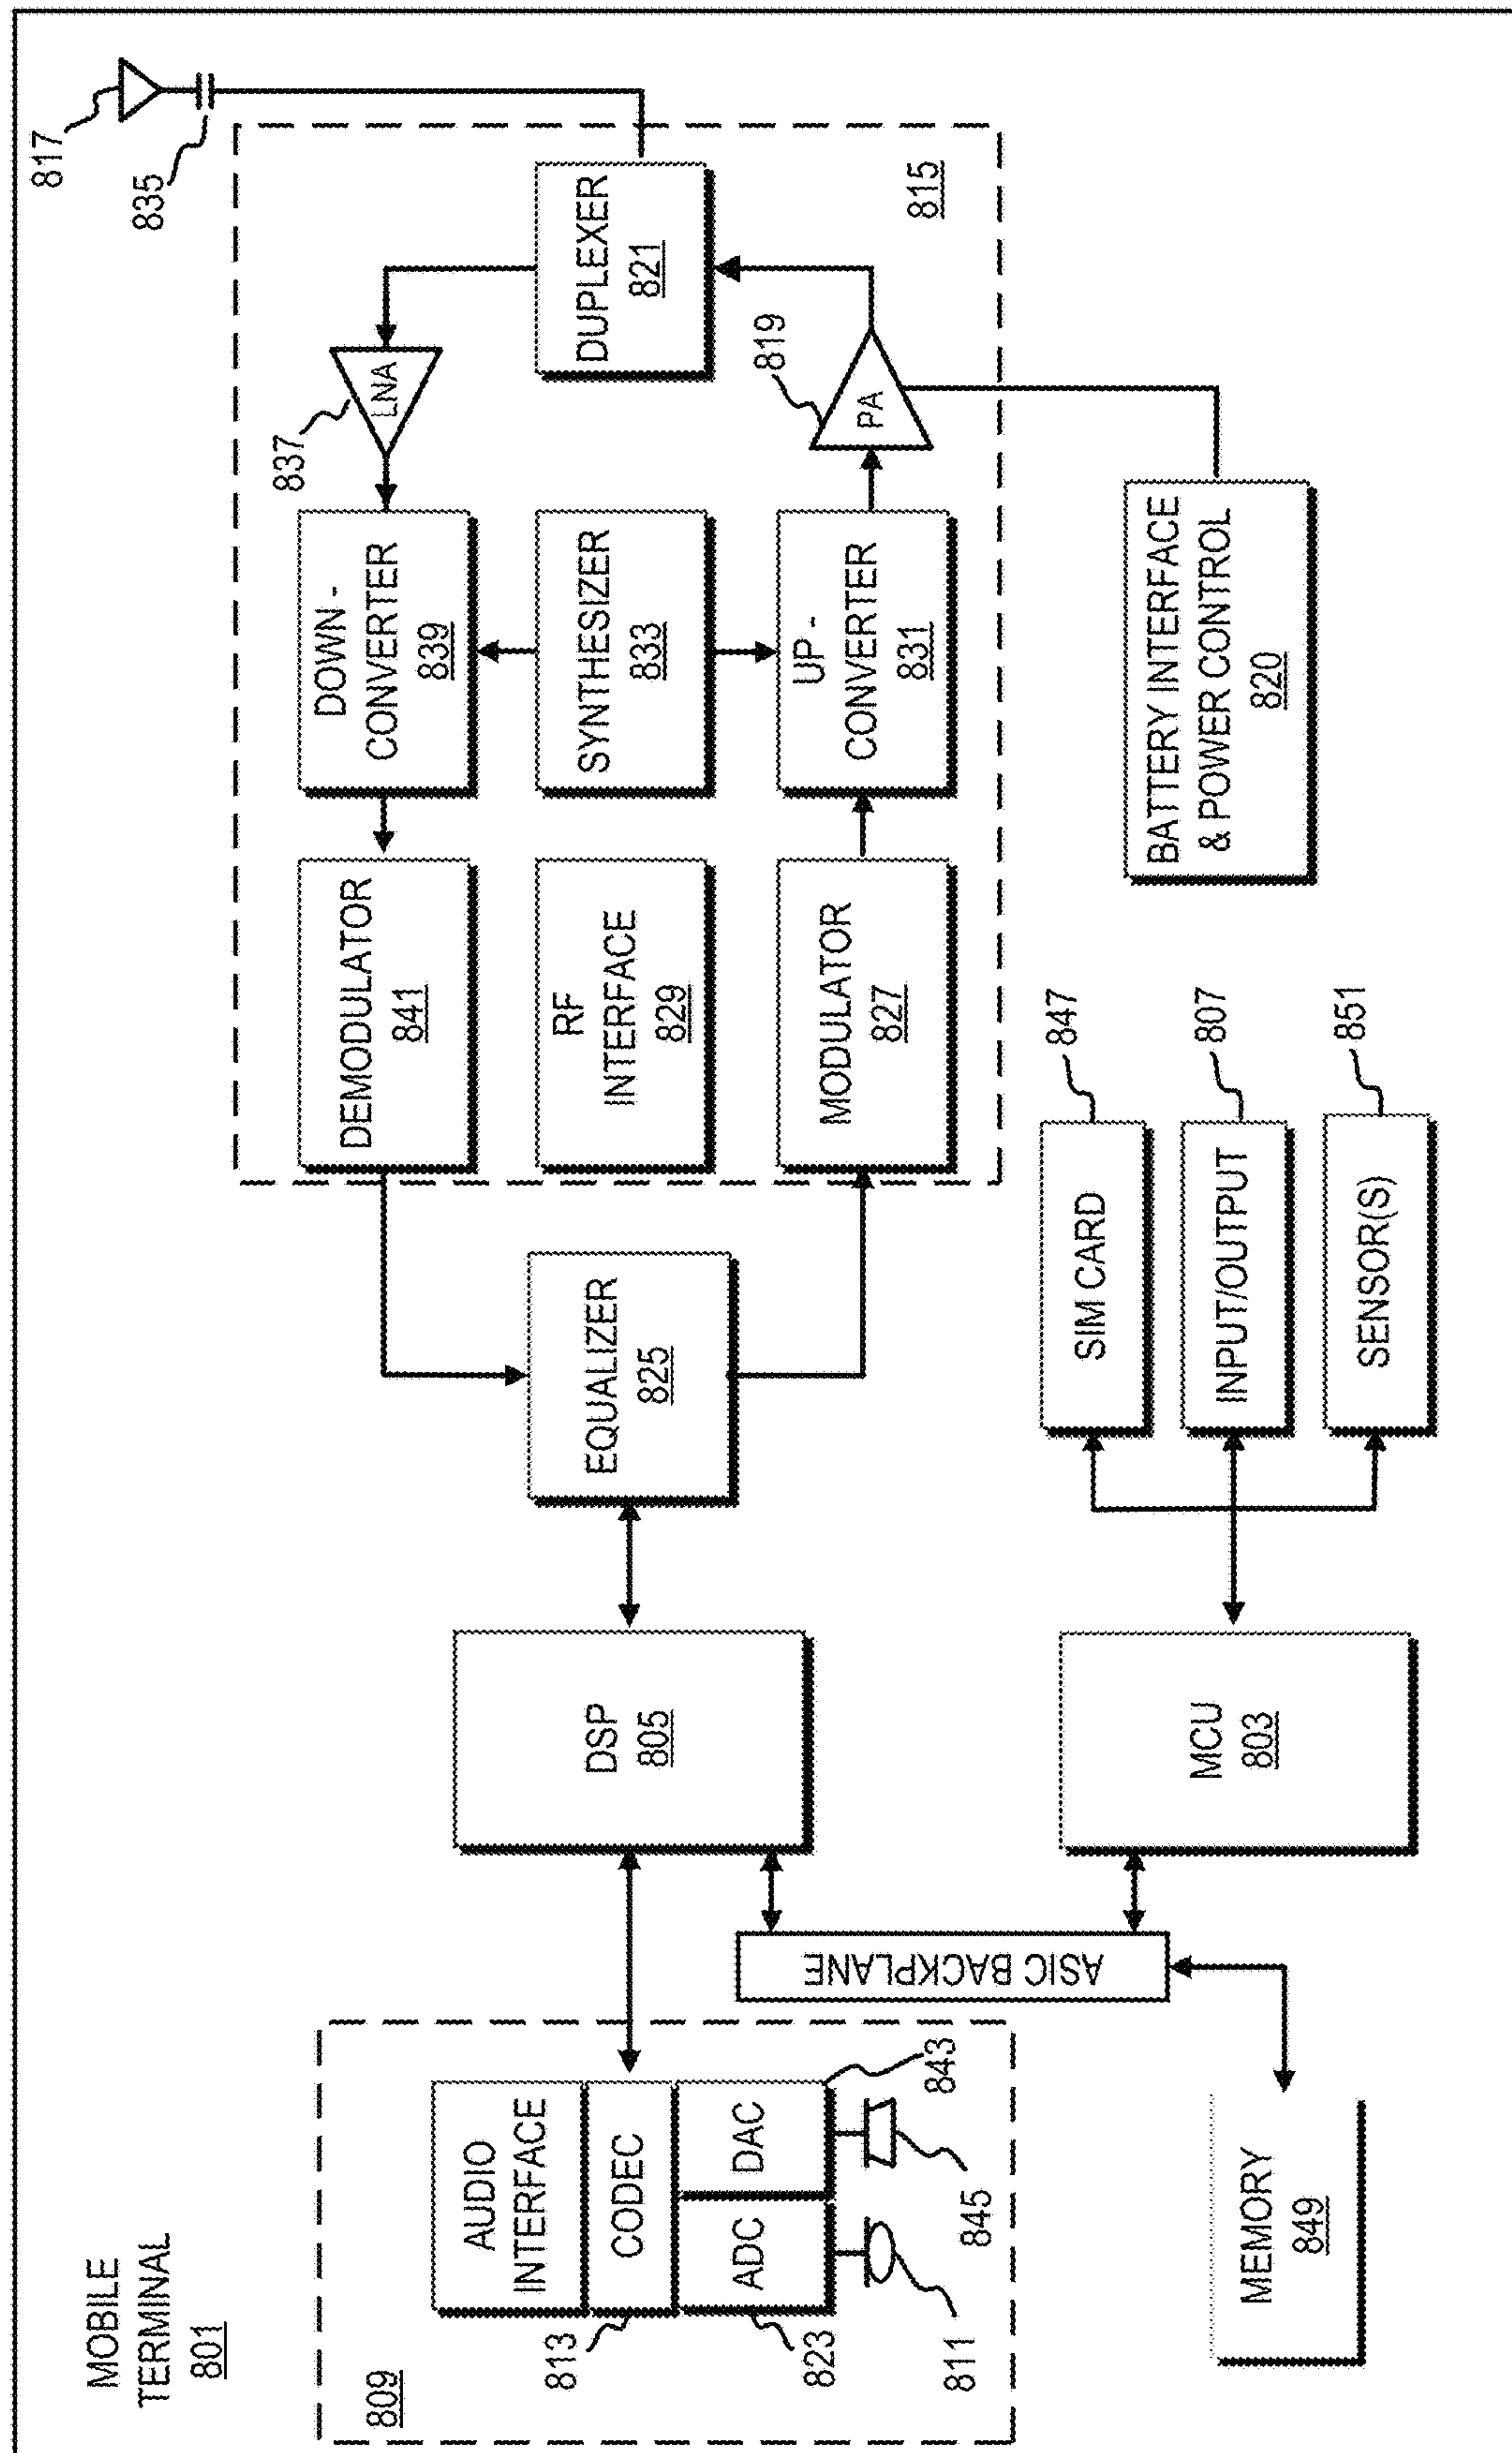 MOBILE
TERMINAL
801
809
AUDIO
INTERFACE
CODEC
ADC
DAC
813
823
811
845
843
ASIC BACKPLANE
MEMORY
849
DSP
805
MCU
803
EQUALIZER
825
SIM CARD
847
INPUT/OUTPUT
807
SENSOR(S)
851
DEMODULATOR
841
RF
INTERFACE
829
MODULATOR
827
DOWN -
CONVERTER
839
SYNTHESIZER
833
UP -
CONVERTER
831
837
LNA
PA
819
DUPLEXER
821
815
817
835
BATTERY INTERFACE
& POWER CONTROL
820